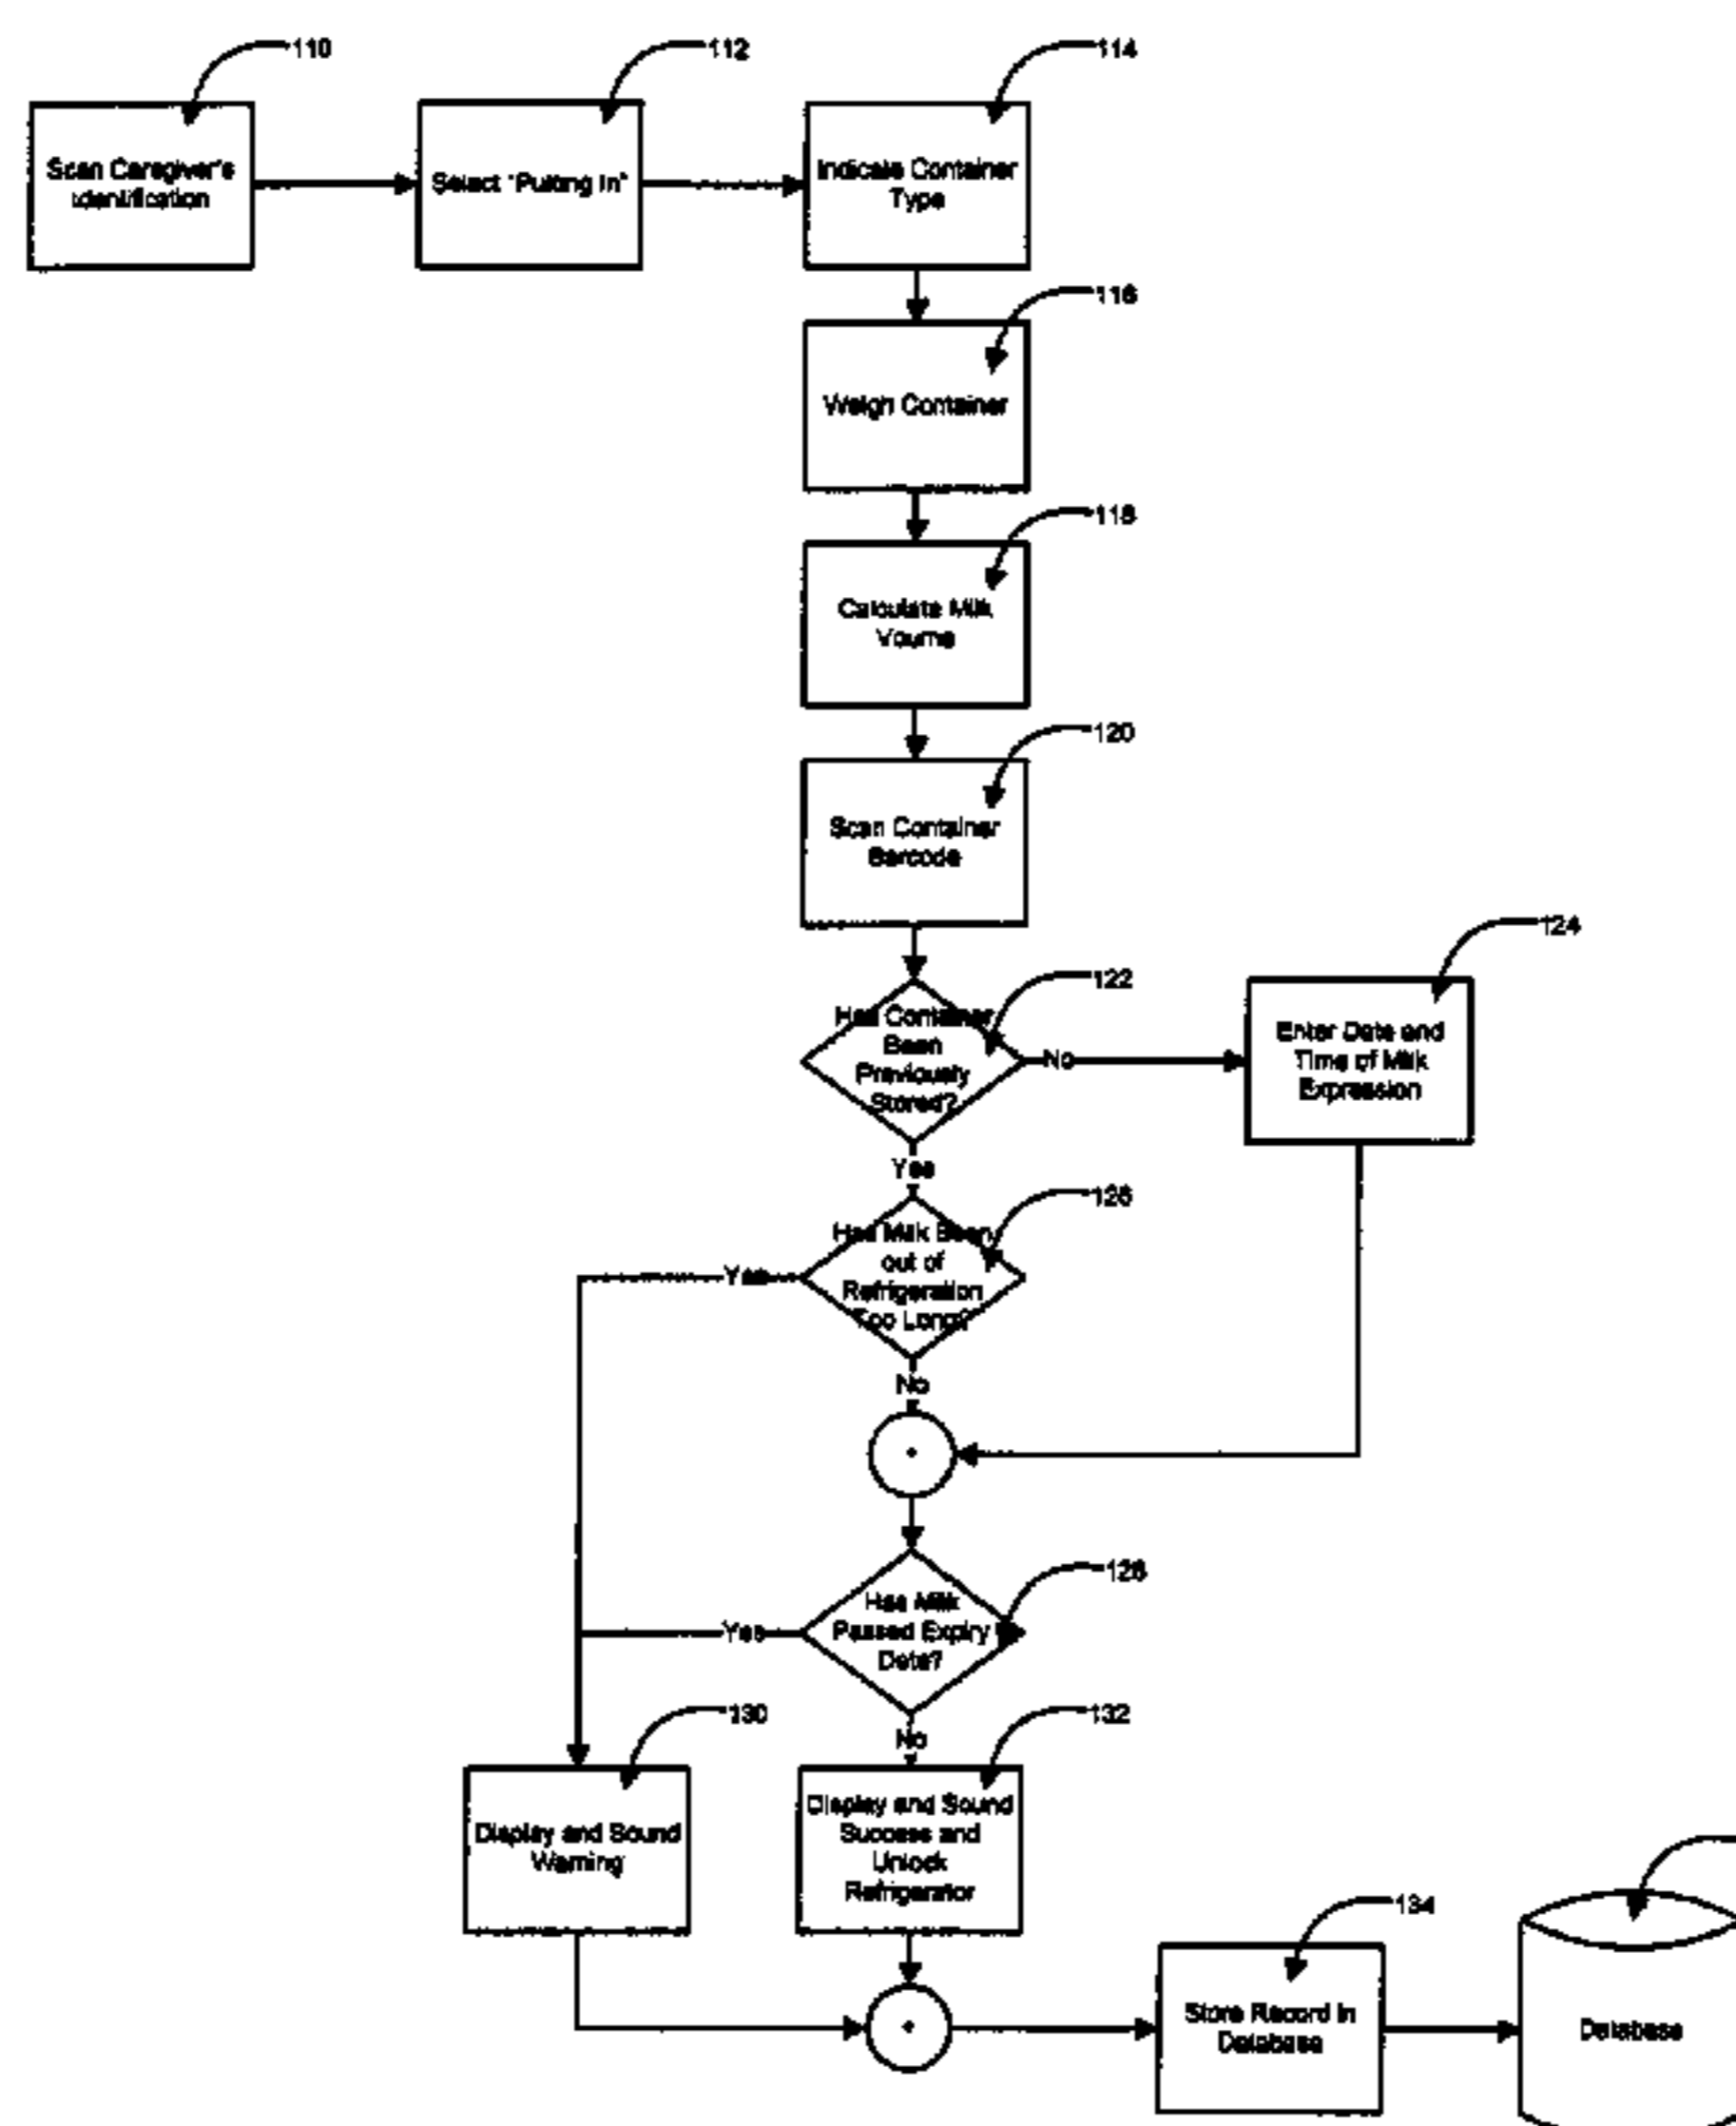 110
112
114
Scan Caregiver's
Identification
Select "Putting In"
Indicate Container
Type
116
Weigh Container
118
Calculate Milk
Volume
120
Scan Container
Barcode
122
124
Has Container
Been
Previously
Stored?
No
Enter Date and
Time of Milk
Expression
Yes
126
Has Milk Been
out of
Refrigeration
Too Long?
Yes
No
128
Has Milk
Passed Expiry
Date?
Yes
No
130
132
Display and Sound
Warning
Display and Sound
Success and
Unlock
Refrigerator
134
Store Record in
Database
Database